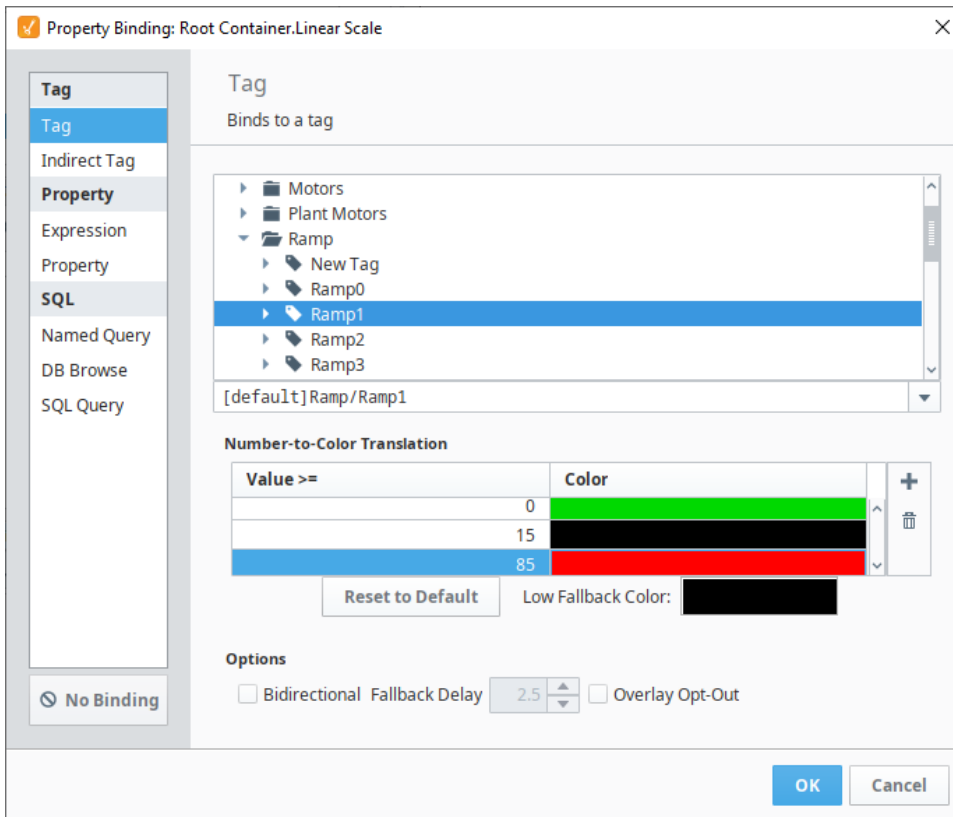 Property Binding: Root Container.Linear Scale
Tag
Tag
Indirect Tag
Property
Expression
Property
SQL
Named Query
DB Browse
SQL Query
No Binding
Tag
Binds to a tag
Motors
Plant Motors
Ramp
New Tag
Ramp0
Ramp1
Ramp2
Ramp3
[default]Ramp/Ramp1
Number-to-Color Translation
Value >= Color
0
15
85
Reset to Default Low Fallback Color:
Options
Bidirectional Fallback Delay 2.5 Overlay Opt-Out
OK Cancel